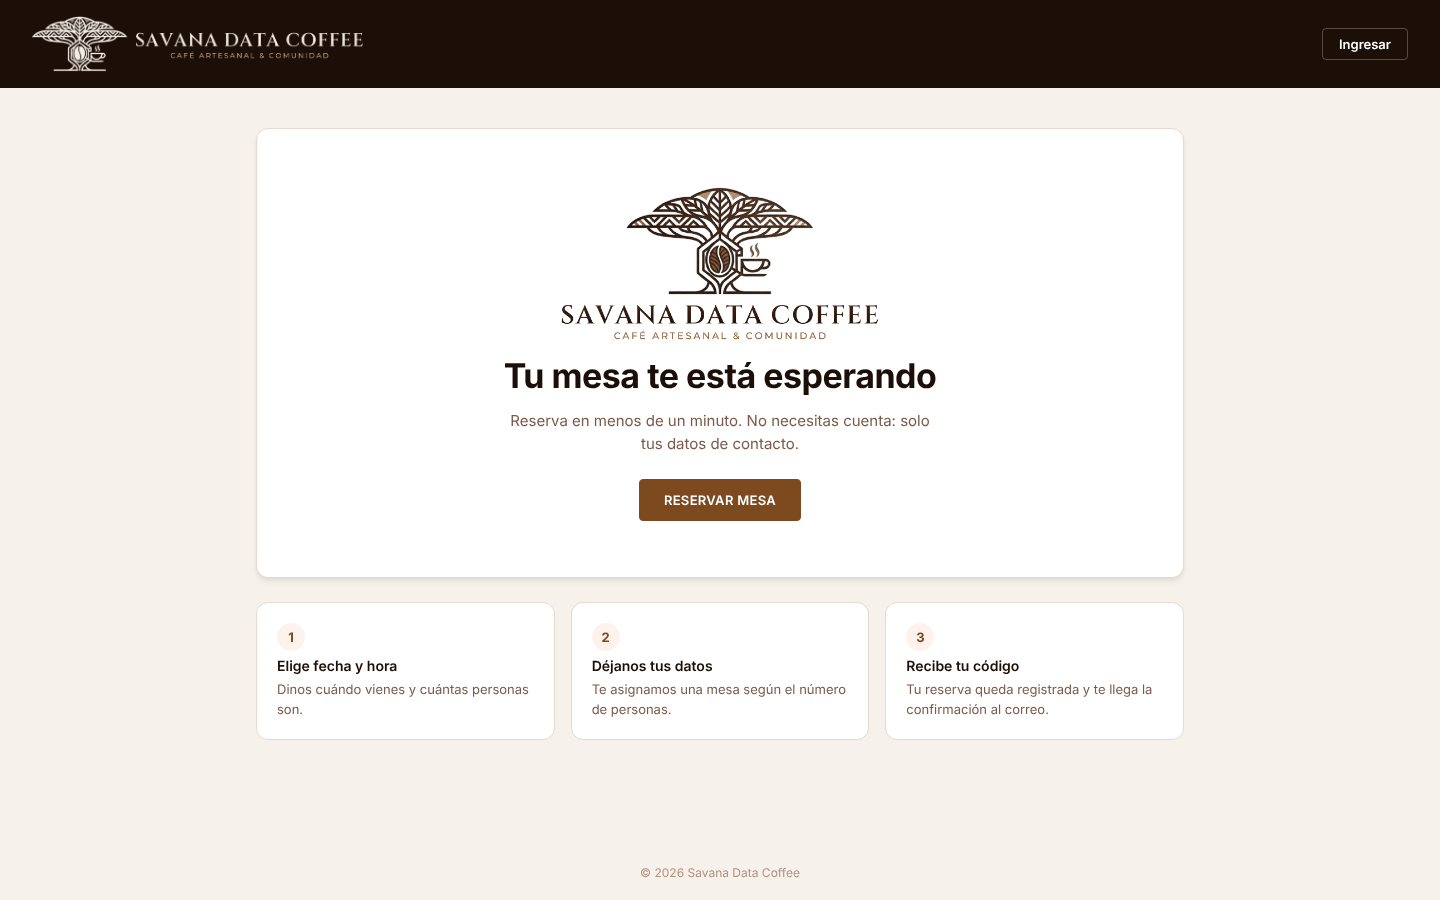 SAVANA DATA COFFEE
CAFÉ ARTESANAL & COMUNIDAD
Ingresar
SAVANA DATA COFFEE
CAFÉ ARTESANAL & COMUNIDAD
Tu mesa te está esperando
Reserva en menos de un minuto. No necesitas cuenta: solo
tus datos de contacto.
RESERVAR MESA
1
Elige fecha y hora
Dinos cuándo vienes y cuántas personas
son.
2
Déjanos tus datos
Te asignamos una mesa según el número
de personas.
3
Recibe tu código
Tu reserva queda registrada y te llega la
confirmación al correo.
© 2026 Savana Data Coffee